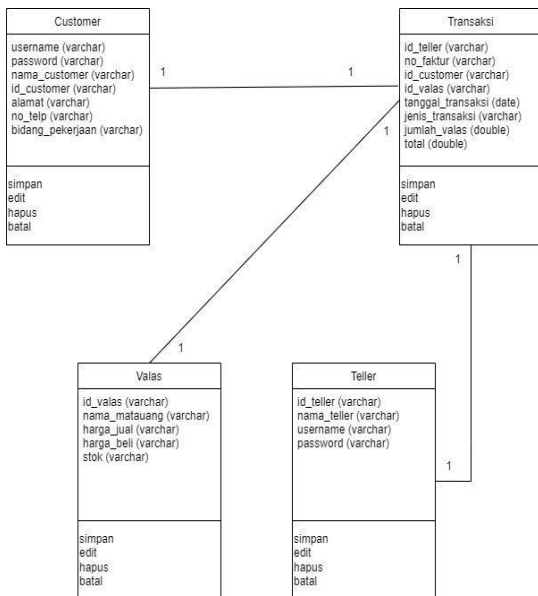 Customer
username (varchar)
password (varchar)
nama_customer (varchar)
id_customer (varchar)
alamat (varchar)
no_telp (varchar)
bidang_pekerjaan (varchar)
simpan
edit
hapus
batal
1
1
Transaksi
id_teller (varchar)
no_faktur (varchar)
id_customer (varchar)
id_valas (varchar)
tanggal_transaksi (date)
jenis_transaksi (varchar)
jumlah_valas (double)
total (double)
simpan
edit
hapus
batal
1
1
1
1
Valas
id_valas (varchar)
nama_matauang (varchar)
harga_jual (varchar)
harga_beli (varchar)
stok (varchar)
simpan
edit
hapus
batal
Teller
id_teller (varchar)
nama_teller (varchar)
username (varchar)
password (varchar)
simpan
edit
hapus
batal